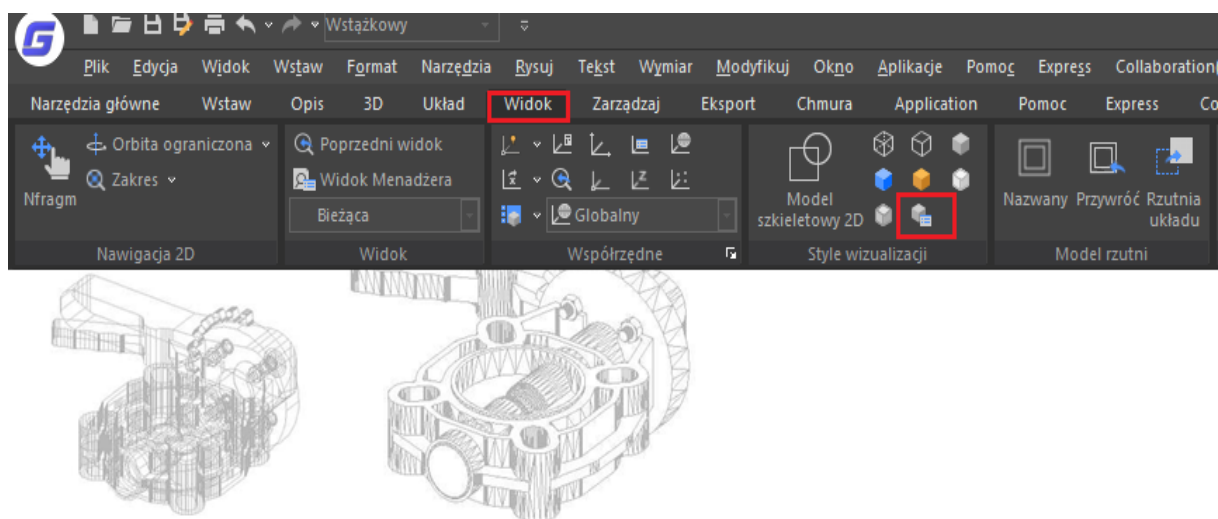 Wstążkowy
Plik Edycja Widok Wstaw Format Narzędzia Rysuj Tekst Wymiar Modyfikuj Okno Aplikacje Pomoc Express Collaboration(
Narzędzia główne Wstaw Opis 3D Układ Widok Zarządzaj Eksport Chmura Application Pomoc Express Co
Nfragm
Orbita ograniczona
Zakres
Nawigacja 2D
Poprzedni widok
Widok Menadżera
Bieżąca
Widok
Globalny
Współrzędne
Model
szkieletowy 2D
Style wizualizacji
Nazwany Przywróć Rzutnia
układu
Model rzutni